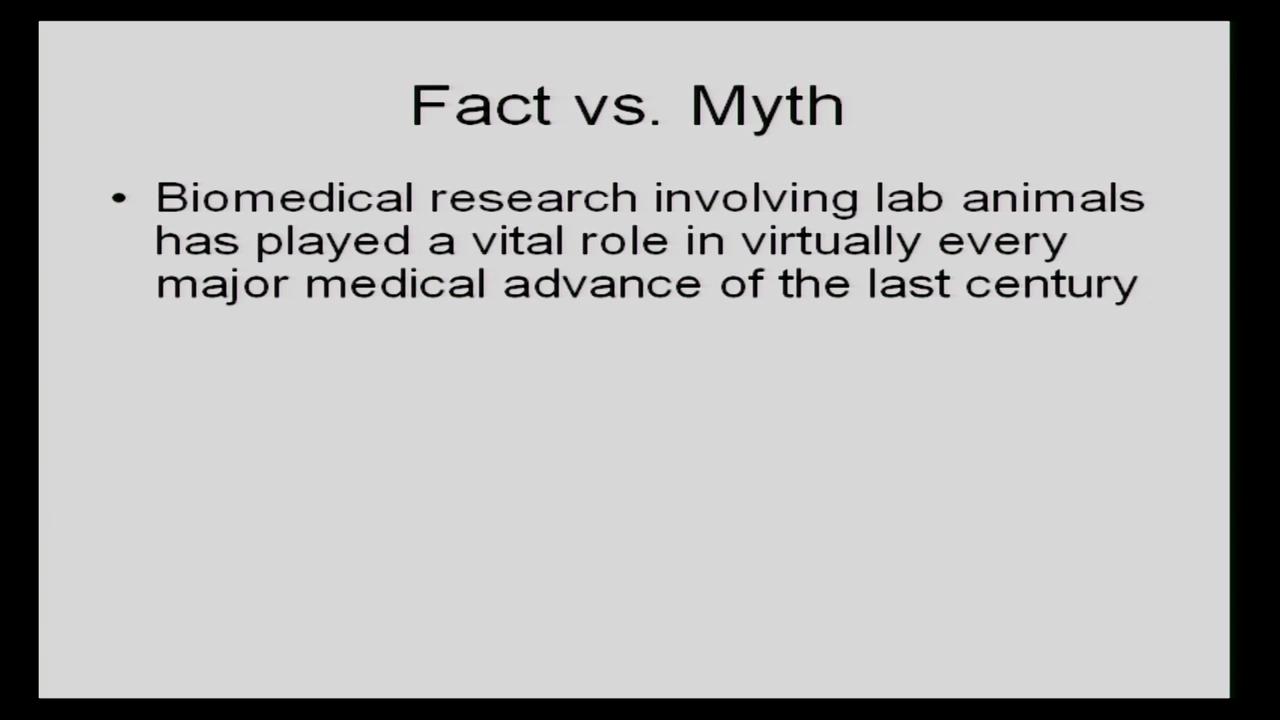 Fact vs. Myth
• Biomedical research involving lab animals
has played a vital role in virtually every
major medical advance of the last century